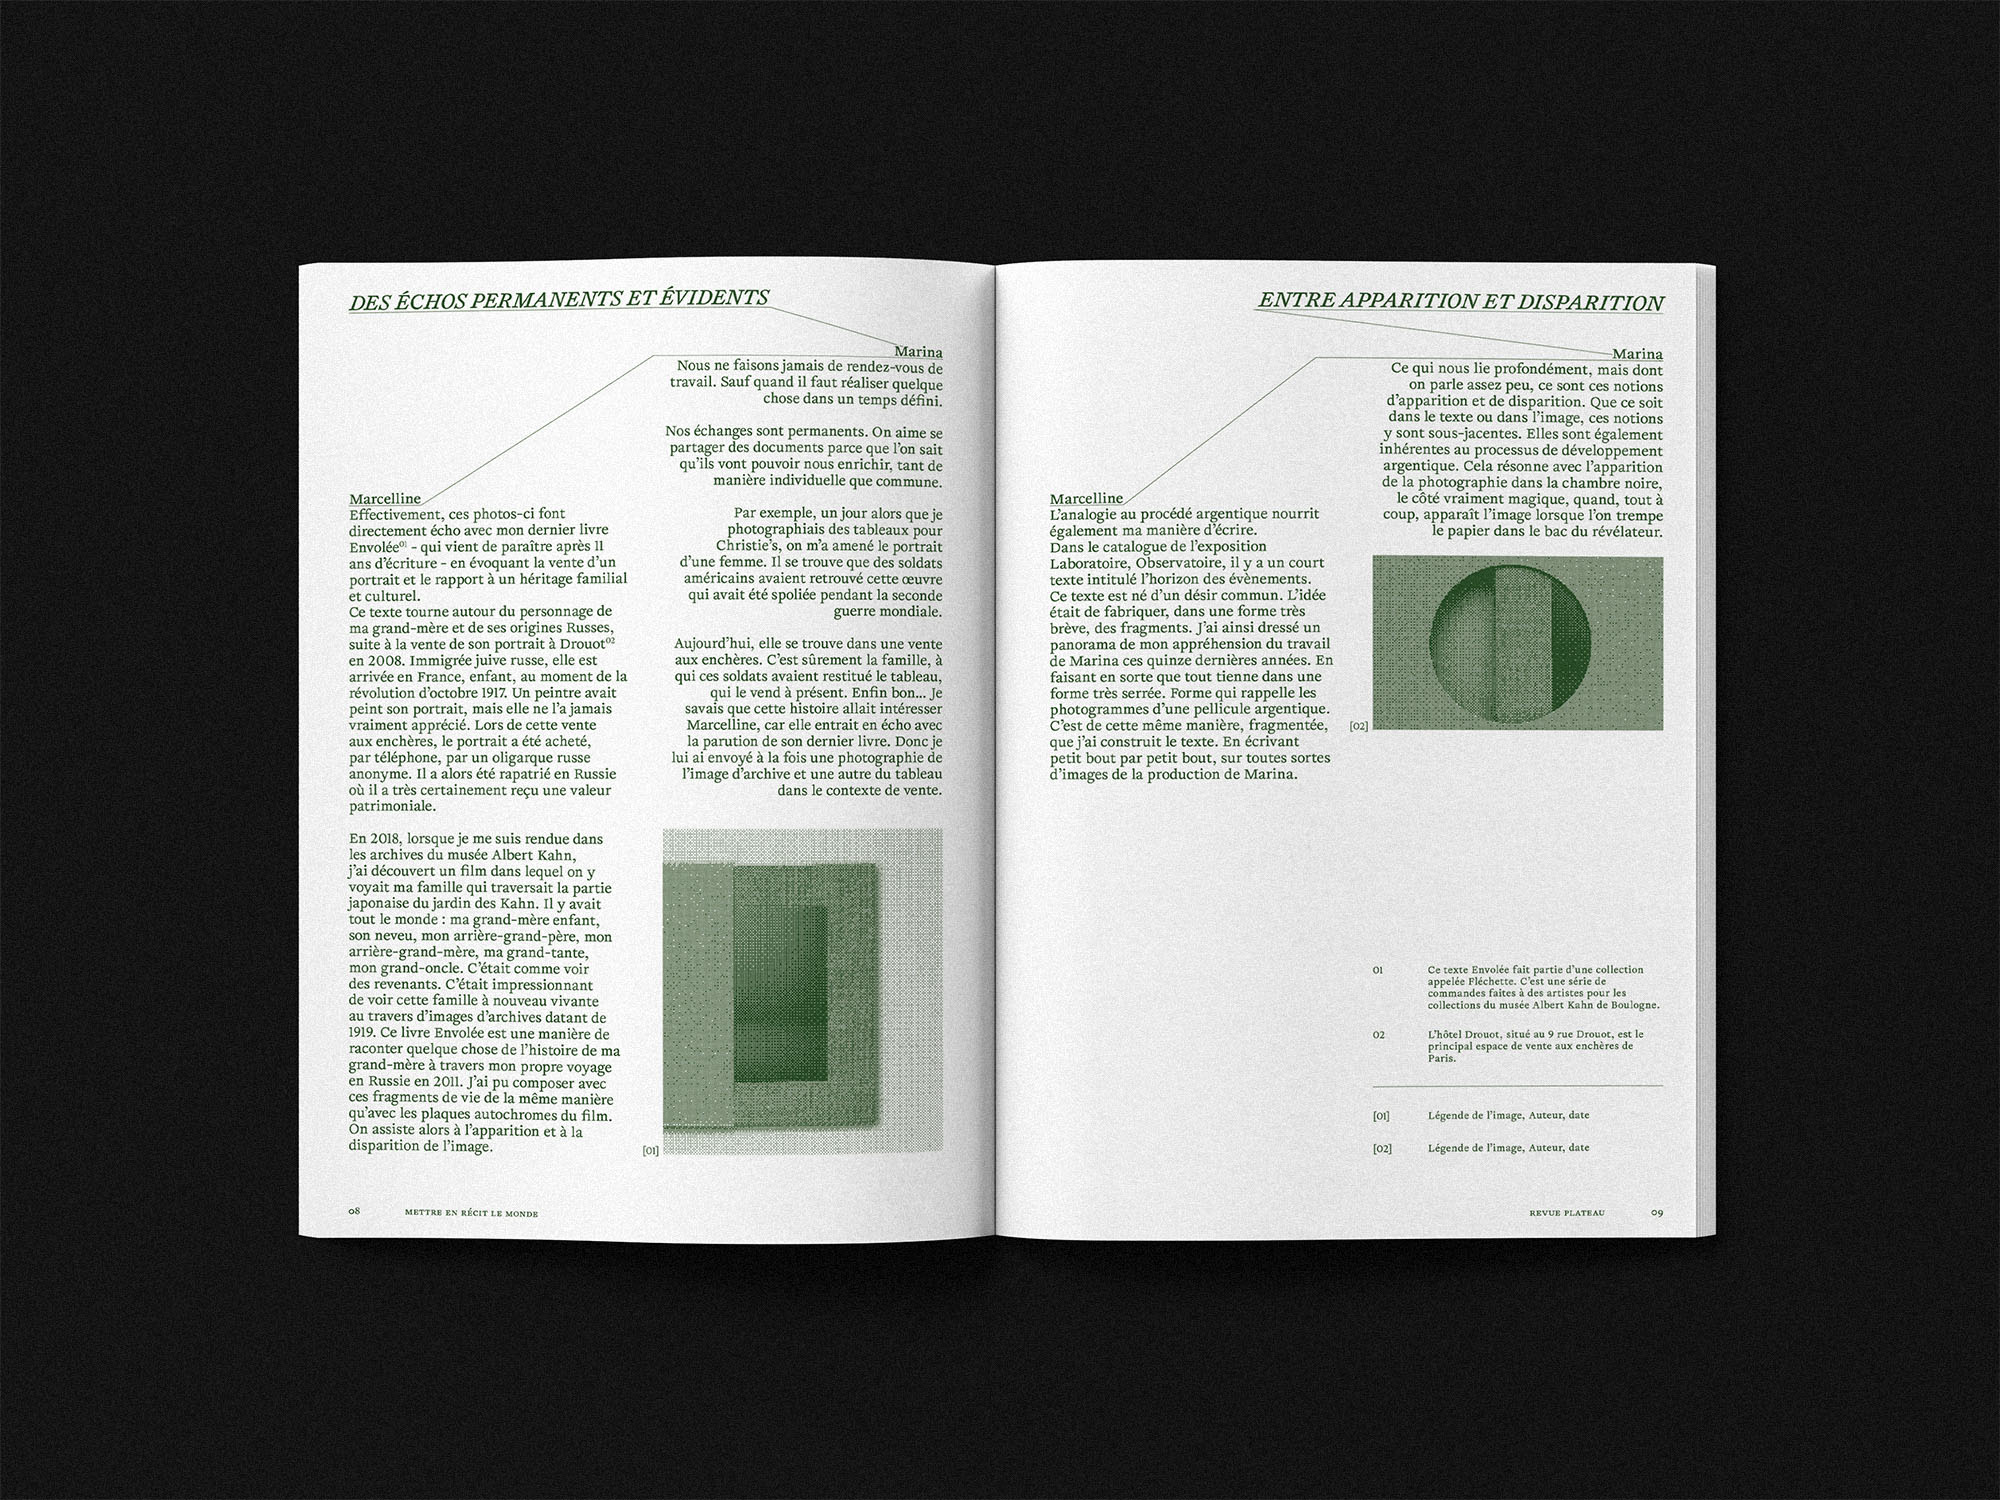 DES ÉCHOS PERMANENTS ET ÉVIDENTS
Marina
Nous ne faisons jamais de rendez-vous de
travail. Sauf quand il faut réaliser quelque
chose dans un temps défini.
Nos échanges sont permanents. On aime se
partager des documents parce que l'on sait
qu'ils vont pouvoir nous enrichir, tant de
manière individuelle que commune.
Par exemple, un jour alors que je
photographiais des tableaux pour
Christie's, on m'a amené le portrait
d'une femme. Il se trouve que des soldats
américains avaient retrouvé cette œuvre
qui avait été spoliée pendant la seconde
guerre mondiale.
Aujourd'hui, elle se trouve dans une vente
aux enchères. C'est sûrement la famille, à
qui ces soldats avaient restitué le tableau,
qui le vend à présent. Enfin bon... Je
savais que cette histoire allait intéresser
Marcelline, car elle entrait en écho avec
la parution de son dernier livre. Donc je
lui ai envoyé à la fois une photographie de
l'image d'archive et une autre du tableau
dans le contexte de vente.
Marcelline
Effectivement, ces photos-ci font
directement écho avec mon dernier livre
Envolée01 - qui vient de paraître après 11
ans d'écriture - en évoquant la vente d'un
portrait et le rapport à un héritage familial
et culturel.
Ce texte tourne autour du personnage de
ma grand-mère et de ses origines Russes,
suite à la vente de son portrait à Drouot02
en 2008. Immigrée juive russe, elle est
arrivée en France, enfant, au moment de la
révolution d'octobre 1917. Un peintre avait
peint son portrait, mais elle ne l'a jamais
vraiment apprécié. Lors de cette vente
aux enchères, le portrait a été acheté,
par téléphone, par un oligarque russe
anonyme. Il a alors été rapatrié en Russie
où il a très certainement reçu une valeur
patrimoniale.
En 2018, lorsque je me suis rendue dans
les archives du musée Albert Kahn,
j'ai découvert un film dans lequel on y
voyait ma famille qui traversait la partie
japonaise du jardin des Kahn. Il y avait
tout le monde : ma grand-mère enfant,
son neveu, mon arrière-grand-père, mon
arrière-grand-mère, ma grand-tante,
mon grand-oncle. C'était comme voir
des revenants. C'était impressionnant
de voir cette famille à nouveau vivante
au travers d'images d'archives datant de
1919. Ce livre Envolée est une manière de
raconter quelque chose de l'histoire de ma
grand-mère à travers mon propre voyage
en Russie en 2011. J'ai pu composer avec
ces fragments de vie de la même manière
qu'avec les plaques autochromes du film.
On assiste alors à l'apparition et à la
disparition de l'image.
[01]
08 METTRE EN RÉCIT LE MONDE
ENTRE APPARITION ET DISPARITION
Marina
Ce qui nous lie profondément, mais dont
on parle assez peu, ce sont ces notions
d'apparition et de disparition. Que ce soit
dans le texte ou dans l'image, ces notions
y sont sous-jacentes. Elles sont également
inhérentes au processus de développement
argentique. Cela résonne avec l'apparition
de la photographie dans la chambre noire,
le côté vraiment magique, quand, tout à
coup, apparaît l'image lorsque l'on trempe
le papier dans le bac du révélateur.
Marcelline
L'analogie au procédé argentique nourrit
également ma manière d'écrire.
Dans le catalogue de l'exposition
Laboratoire, Observatoire, il y a un court
texte intitulé l'horizon des évènements.
Ce texte est né d'un désir commun. L'idée
était de fabriquer, dans une forme très
brève, des fragments. J'ai ainsi dressé un
panorama de mon appréhension du travail
de Marina ces quinze dernières années. En
faisant en sorte que tout tienne dans une
forme très serrée. Forme qui rappelle les
photogrammes d'une pellicule argentique.
C'est de cette même manière, fragmentée,
que j'ai construit le texte. En écrivant
petit bout par petit bout, sur toutes sortes
d'images de la production de Marina.
[02]
01 Ce texte Envolée fait partie d'une collection
appelée Fléchette. C'est une série de
commandes faites à des artistes pour les
collections du musée Albert Kahn de Boulogne.
02 L'hôtel Drouot, situé au 9 rue Drouot, est le
principal espace de vente aux enchères de
Paris.
[01] Légende de l'image, Auteur, date
[02] Légende de l'image, Auteur, date
REVUE PLATEAU 09